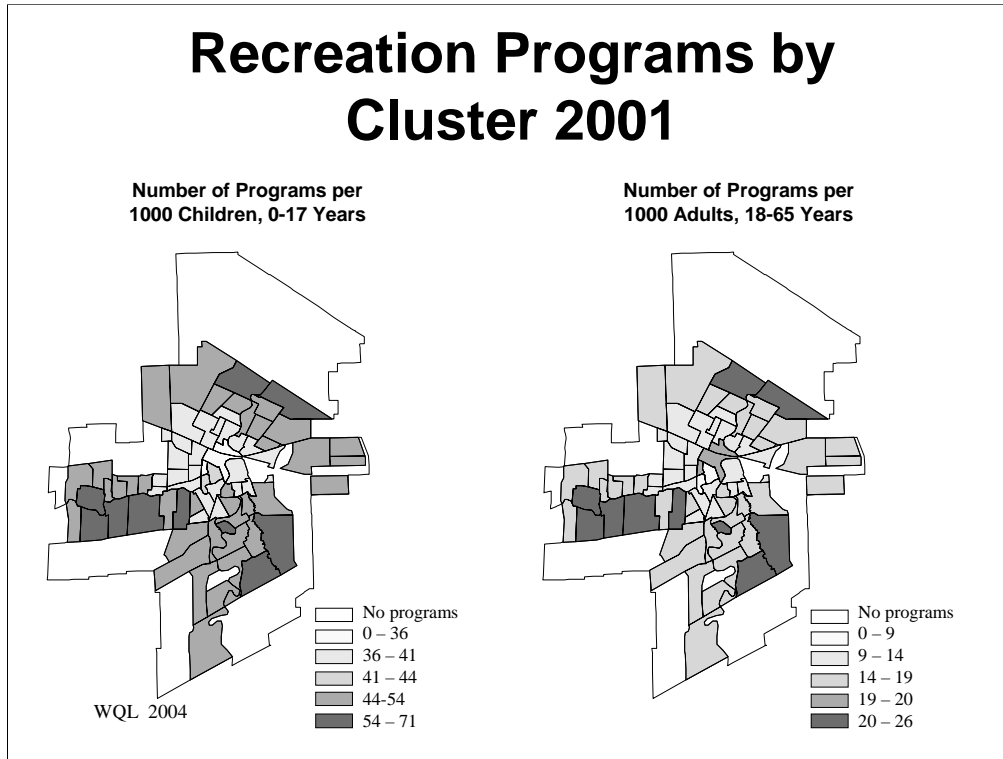 Recreation Programs by
Cluster 2001
Number of Programs per
1000 Children, 0-17 Years
Number of Programs per
1000 Adults, 18-65 Years
No programs
0 – 36
36 – 41
41 – 44
44-54
54 – 71
WQL 2004
No programs
0 – 9
9 – 14
14 – 19
19 – 20
20 – 26